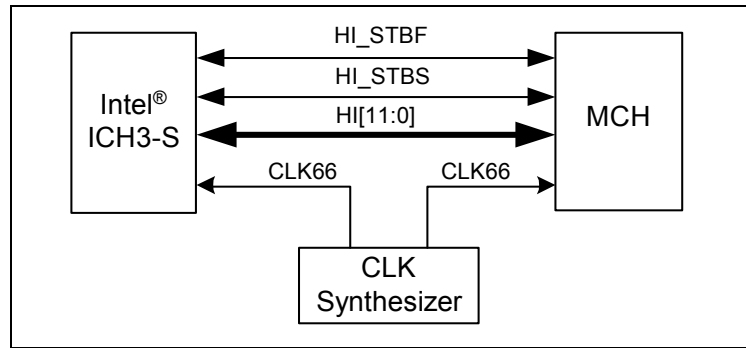 HI_STBF
HI_STBS
Intel®
ICH3-S
HI[11:0]
MCH
CLK66
CLK66
CLK
Synthesizer